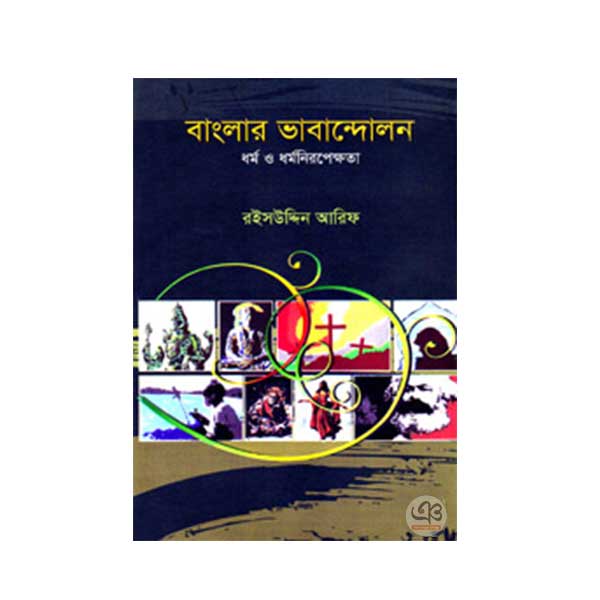 বাংলার ভাবান্দোলন
ধর্ম ও ধর্মনিরপেক্ষতা
রইসউদ্দিন আরিফ